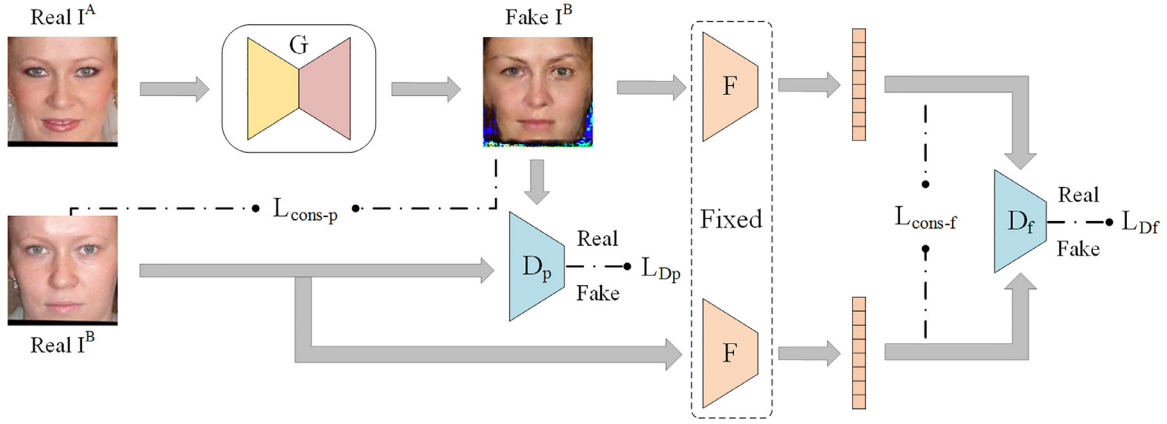 Real I^A
G
Fake I^B
F
L_cons-p
Fixed
L_cons-f
D_f
Real
Fake
L_Df
D_p
Real
Fake
L_Dp
Real I^B
F